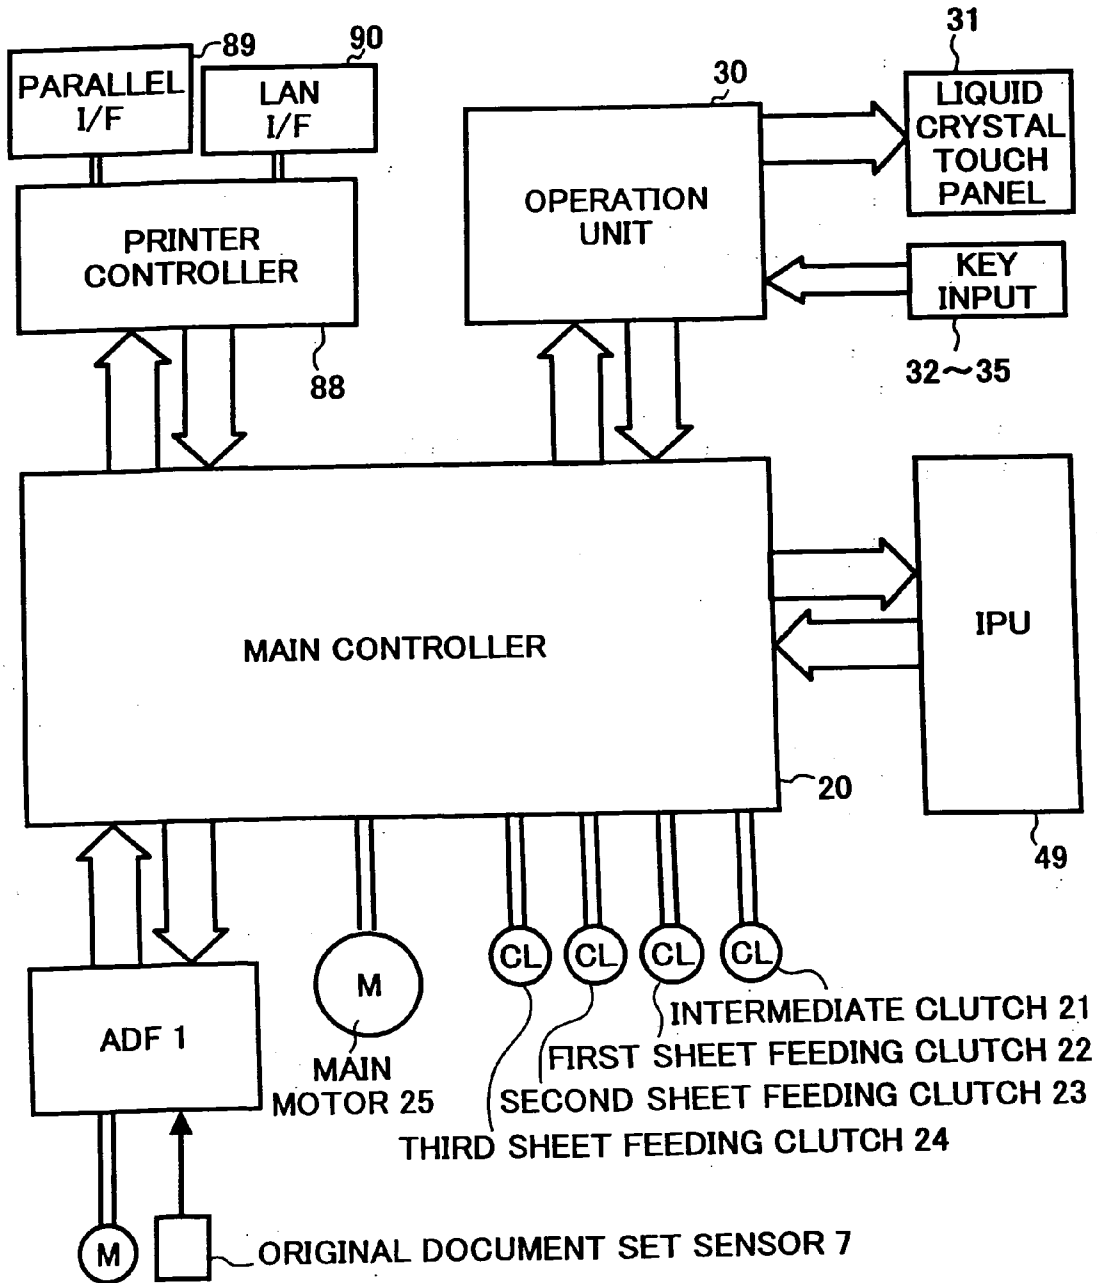 89
90
31
PARALLEL
I/F
LAN
I/F
30
LIQUID
CRYSTAL
TOUCH
PANEL
OPERATION
UNIT
PRINTER
CONTROLLER
KEY
INPUT
88
32~35
MAIN CONTROLLER
IPU
20
49
CL
CL
CL
CL
M
ADF 1
INTERMEDIATE CLUTCH 21
FIRST SHEET FEEDING CLUTCH 22
MAIN
MOTOR 25
SECOND SHEET FEEDING CLUTCH 23
THIRD SHEET FEEDING CLUTCH 24
M
ORIGINAL DOCUMENT SET SENSOR 7